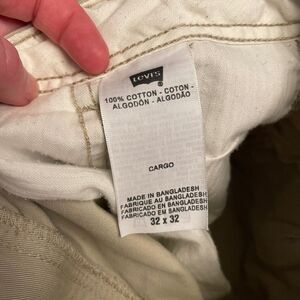 Levi's
®
100% COTTON - COTON -
ALGODÓN - ALGODÃO
CARGO
MADE IN BANGLADESH
FABRIQUE AU BANGLADESH
FABRICADO EN BANGLADESH
FABRICADO EM BANGLADESH
32 x 32